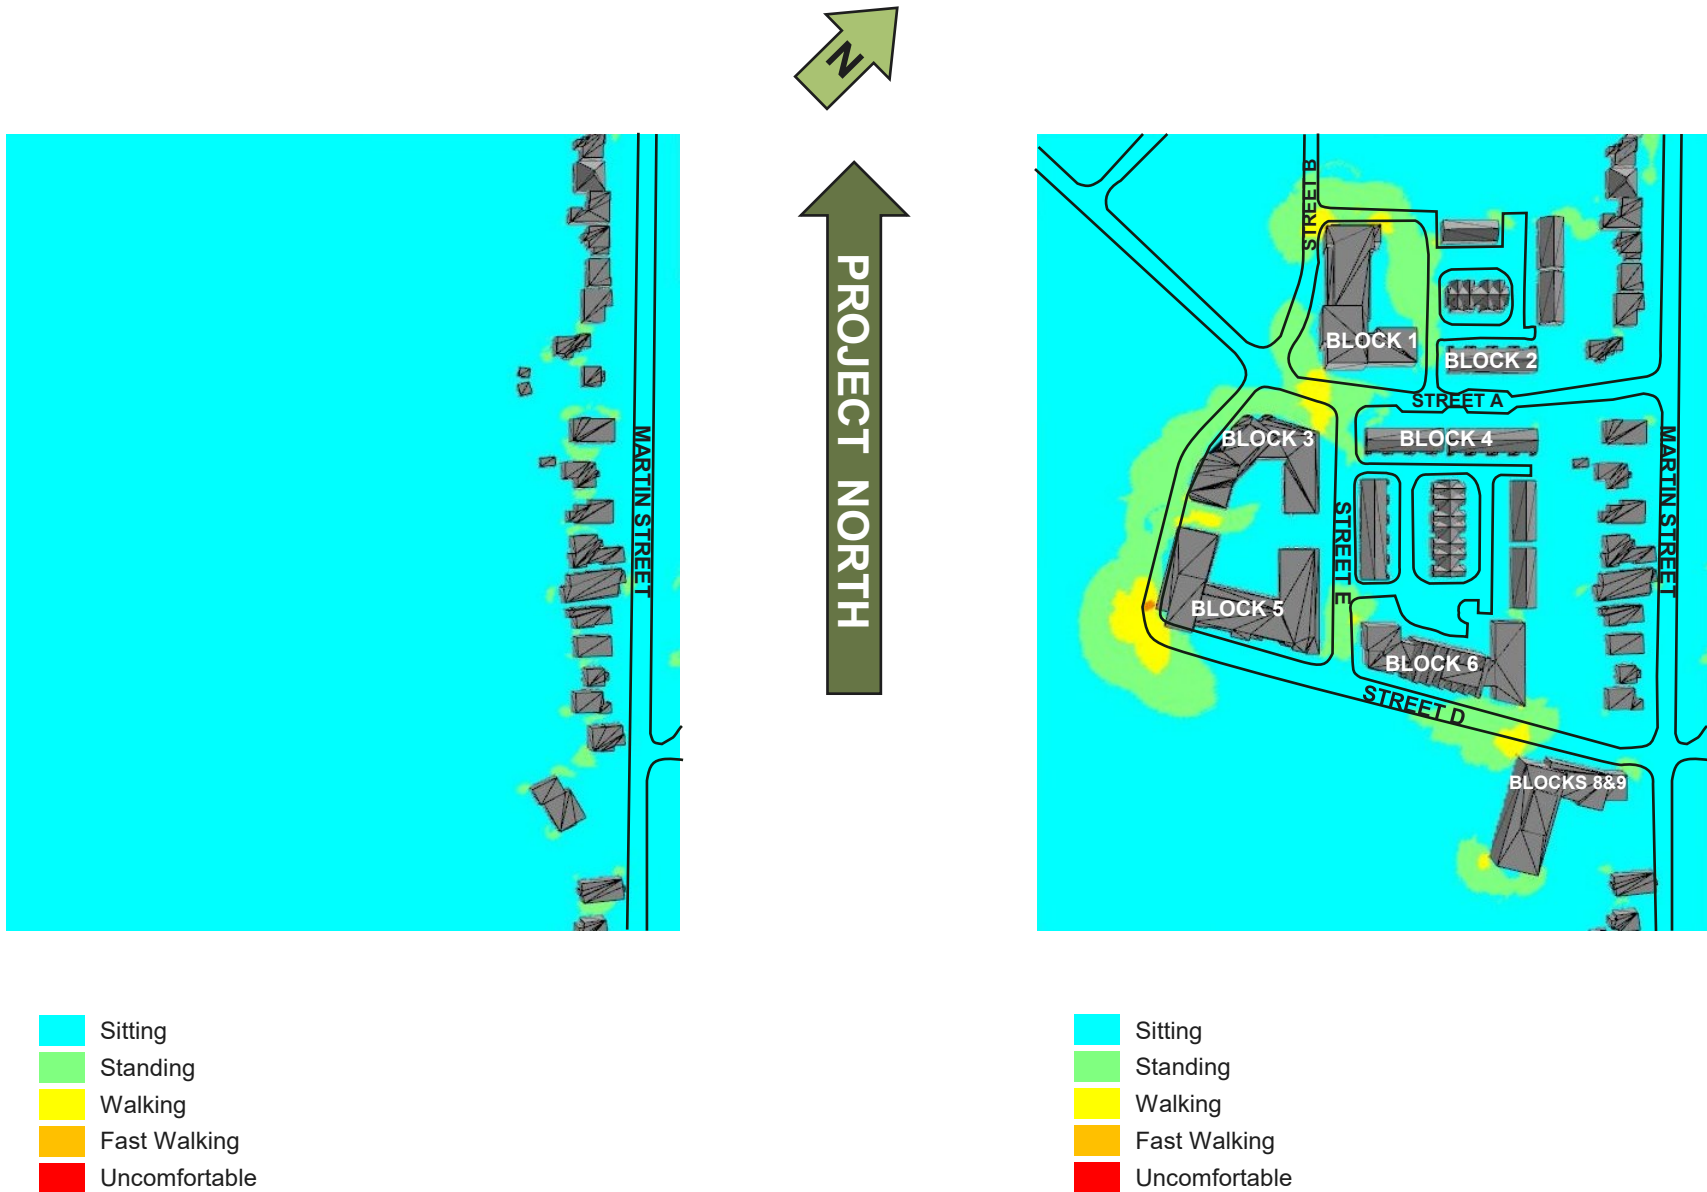 N
PROJECT NORTH
MARTIN STREET
STREET B
BLOCK 1
BLOCK 2
STREET A
BLOCK 3
BLOCK 4
MARTIN STREET
STREET E
BLOCK 5
BLOCK 6
STREET D
BLOCKS 8&9
Sitting
Standing
Walking
Fast Walking
Uncomfortable
Sitting
Standing
Walking
Fast Walking
Uncomfortable